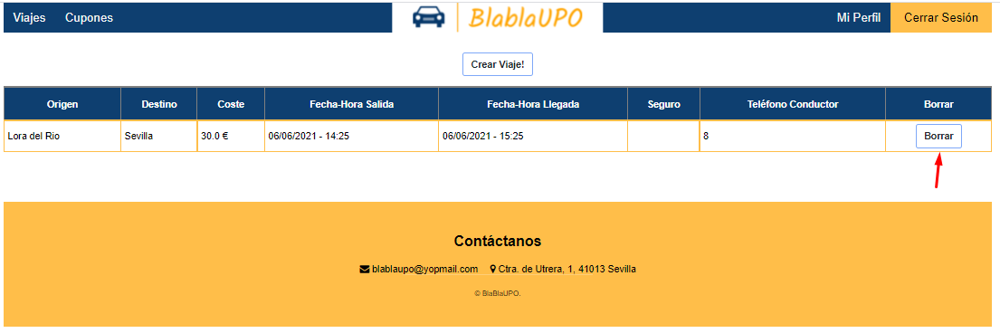 Viajes Cupones BlablaUPO Mi Perfil Cerrar Sesión
Crear Viaje!
Origen Destino Coste Fecha-Hora Salida Fecha-Hora Llegada Seguro Teléfono Conductor Borrar
Lora del Rio Sevilla 30.0 € 06/06/2021 - 14:25 06/06/2021 - 15:25 8 Borrar
Contáctanos
blablaupo@yopmail.com Ctra. de Utrera, 1, 41013 Sevilla
© BlaBlaUPO.